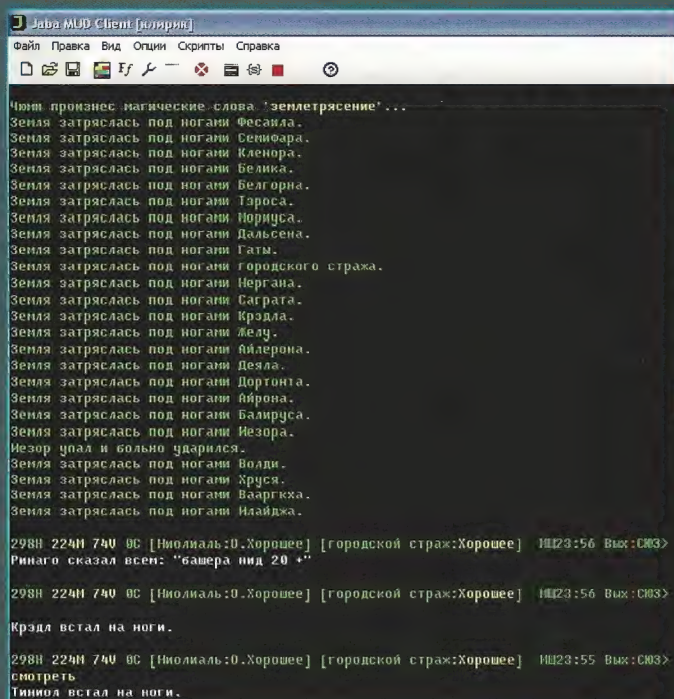 Jaba MUD Client [клирик]
Файл Правка Вид Опции Скрипты Справка
Чюми произнес магические слова 'землетрясение'...
Земля затряслась под ногами Фесаила.
Земля затряслась под ногами Семифара.
Земля затряслась под ногами Кленора.
Земля затряслась под ногами Белика.
Земля затряслась под ногами Белгорна.
Земля затряслась под ногами Тэроса.
Земля затряслась под ногами Мориуса.
Земля затряслась под ногами Дальсена.
Земля затряслась под ногами Гаты.
Земля затряслась под ногами городского стража.
Земля затряслась под ногами Нергана.
Земля затряслась под ногами Саграта.
Земля затряслась под ногами Крэдла.
Земля затряслась под ногами Желу.
Земля затряслась под ногами Айлерона.
Земля затряслась под ногами Деяла.
Земля затряслась под ногами Дортонта.
Земля затряслась под ногами Айрона.
Земля затряслась под ногами Балируса.
Земля затряслась под ногами Иезора.
Иезор упал и больно ударился.
Земля затряслась под ногами Волди.
Земля затряслась под ногами Хруся.
Земля затряслась под ногами Вааргкха.
Земля затряслась под ногами Илайджа.
298H 224M 74V 0C [Ниолиаль:О.Хорошее] [городской страж:Хорошее] 23:56 Вых:СЮЗ>
Ринаго сказал всем: "башера нид 20 +"
298H 224M 74V 0C [Ниолиаль:О.Хорошее] [городской страж:Хорошее] 23:56 Вых:СЮЗ>
Крэдл встал на ноги.
298H 224M 74V 0C [Ниолиаль:О.Хорошее] [городской страж:Хорошее] 23:55 Вых:СЮЗ>
смотреть
Тиниол встал на ноги.